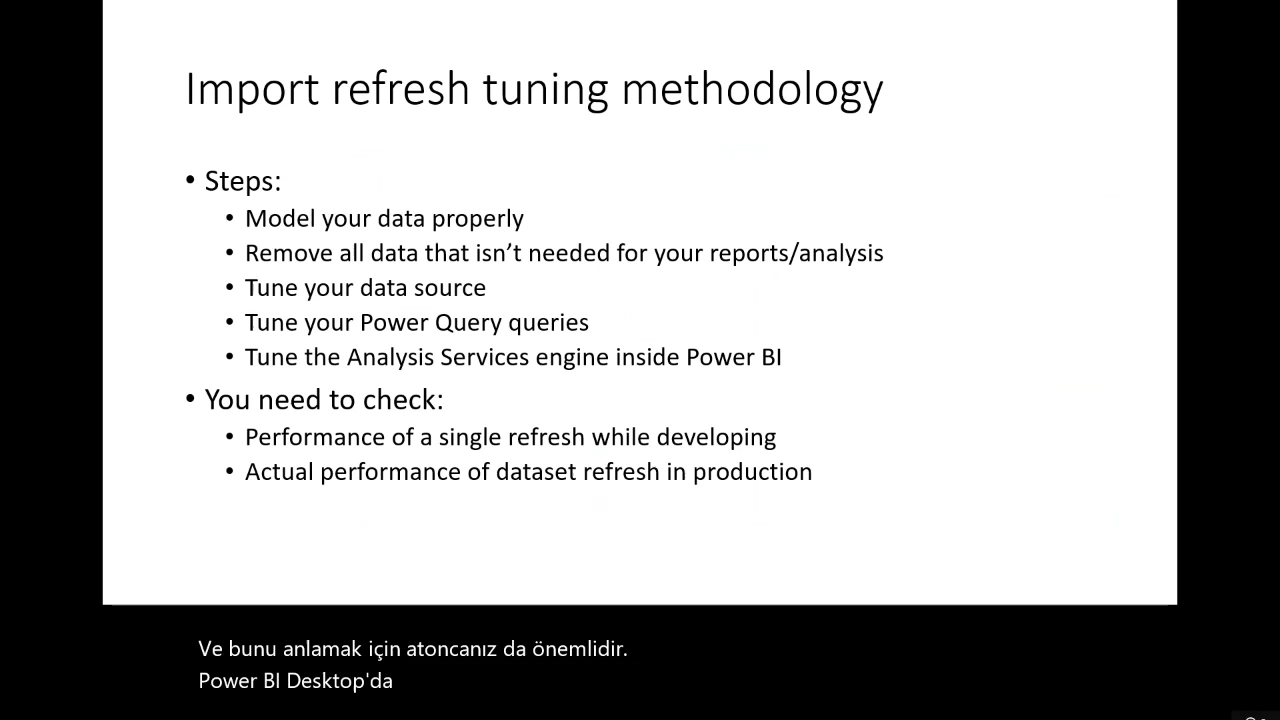 Import refresh tuning methodology
• Steps:
• Model your data properly
• Remove all data that isn’t needed for your reports/analysis
• Tune your data source
• Tune your Power Query queries
• Tune the Analysis Services engine inside Power BI
• You need to check:
• Performance of a single refresh while developing
• Actual performance of dataset refresh in production
Ve bunu anlamak için atoncanız da önemlidir.
Power BI Desktop'da